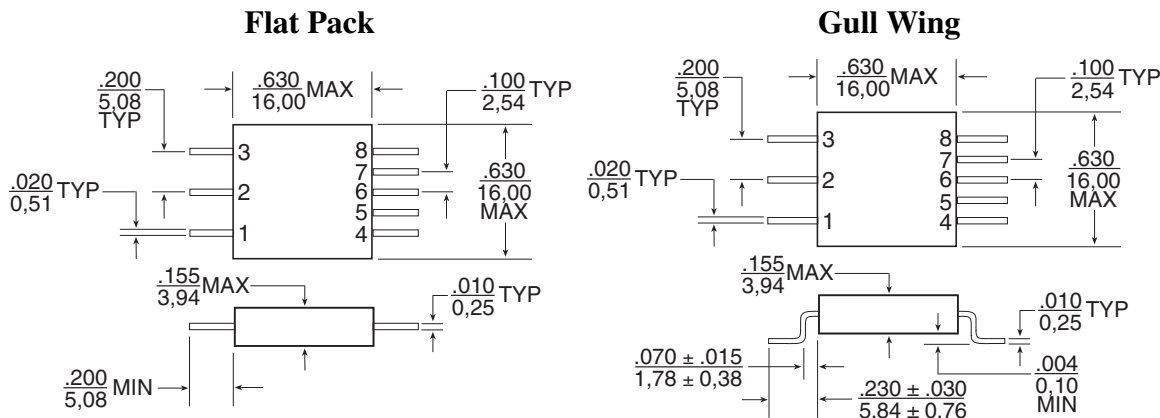 Flat Pack
.200
5,08
TYP
.630 MAX
16,00
.100 TYP
2,54
.020 TYP
0,51
3
2
1
8
7
6
5
4
.630
16,00
MAX
.155 MAX
3,94
.010 TYP
0,25
.200 MIN
5,08
Gull Wing
.200
5,08
TYP
.630 MAX
16,00
.100 TYP
2,54
.020 TYP
0,51
3
2
1
8
7
6
5
4
.630
16,00
MAX
.155 MAX
3,94
.010 TYP
0,25
.070 ± .015
1,78 ± 0,38
.230 ± .030
5.84 ± 0.76
.004
0,10
MIN